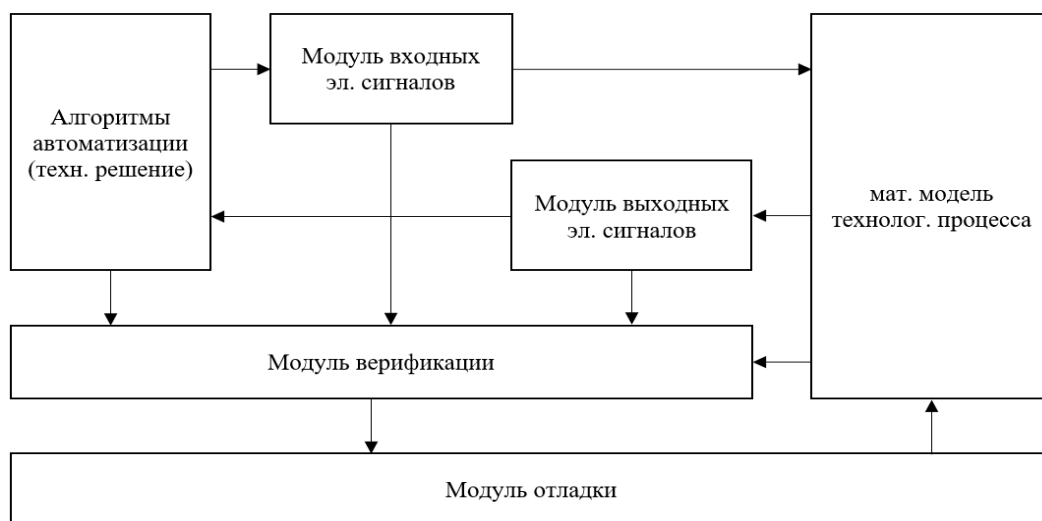 Модуль входных
эл. сигналов
Алгоритмы
автоматизации
(техн. решение)
Модуль выходных
эл. сигналов
мат. модель
технолог. процесса
Модуль верификации
Модуль отладки